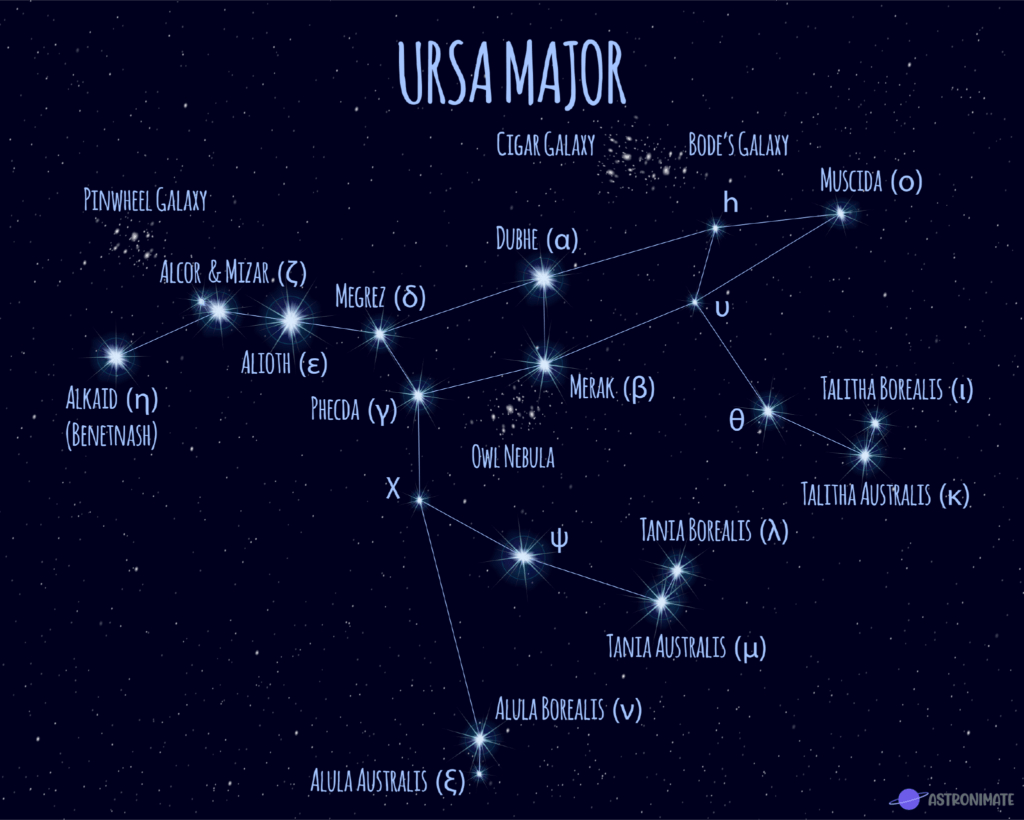 URSA MAJOR
CIGAR GALAXY
BODE'S GALAXY
MUSCIDA (ο)
PINWHEEL GALAXY
h
DUBHE (α)
ALCOR & MIZAR (ζ)
MEGREZ (δ)
υ
ALIOTH (ε)
ALKAID (η)
(BENETNASH)
PHECDA (γ)
MERAK (β)
TALITHA BOREALIS (ι)
θ
OWL NEBULA
χ
TALITHA AUSTRALIS (κ)
ψ
TANIA BOREALIS (λ)
TANIA AUSTRALIS (μ)
ALULA BOREALIS (ν)
ALULA AUSTRALIS (ξ)
ASTRONIMATE